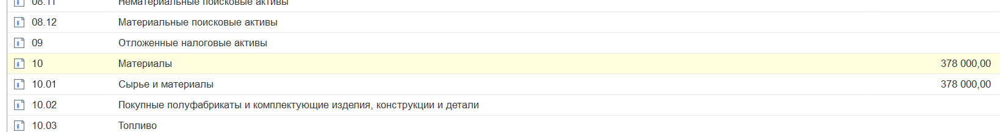 08.11 Нематериальные поисковые активы
08.12 Материальные поисковые активы
09 Отложенные налоговые активы
10 Материалы 378 000,00
10.01 Сырье и материалы 378 000,00
10.02 Покупные полуфабрикаты и комплектующие изделия, конструкции и детали
10.03 Топливо